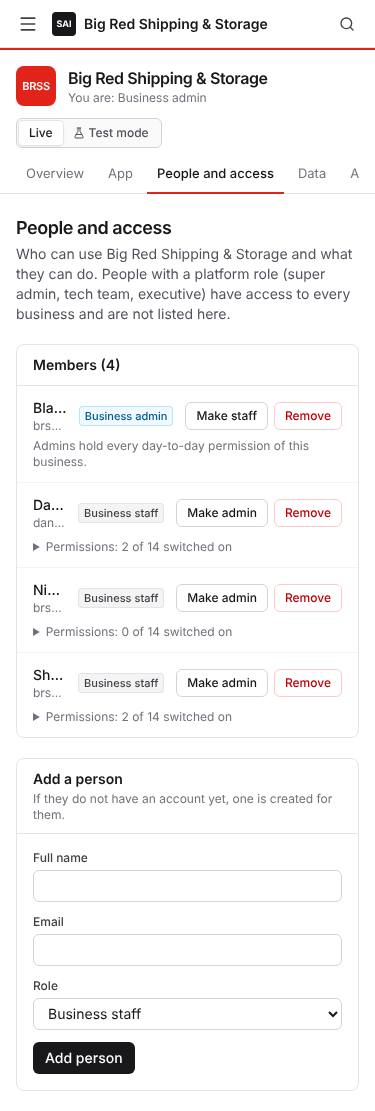 SAI Big Red Shipping & Storage
BRSS
Big Red Shipping & Storage
You are: Business admin
Live Test mode
Overview App People and access Data A
People and access
Who can use Big Red Shipping & Storage and what
they can do. People with a platform role (super
admin, tech team, executive) have access to every
business and are not listed here.
Members (4)
Bla... Business admin Make staff Remove
brs...
Admins hold every day-to-day permission of this
business.
Da... Business staff Make admin Remove
dan...
Permissions: 2 of 14 switched on
Ni... Business staff Make admin Remove
brs...
Permissions: 0 of 14 switched on
Sh... Business staff Make admin Remove
brs...
Permissions: 2 of 14 switched on
Add a person
If they do not have an account yet, one is created for
them.
Full name
Email
Role
Business staff
Add person